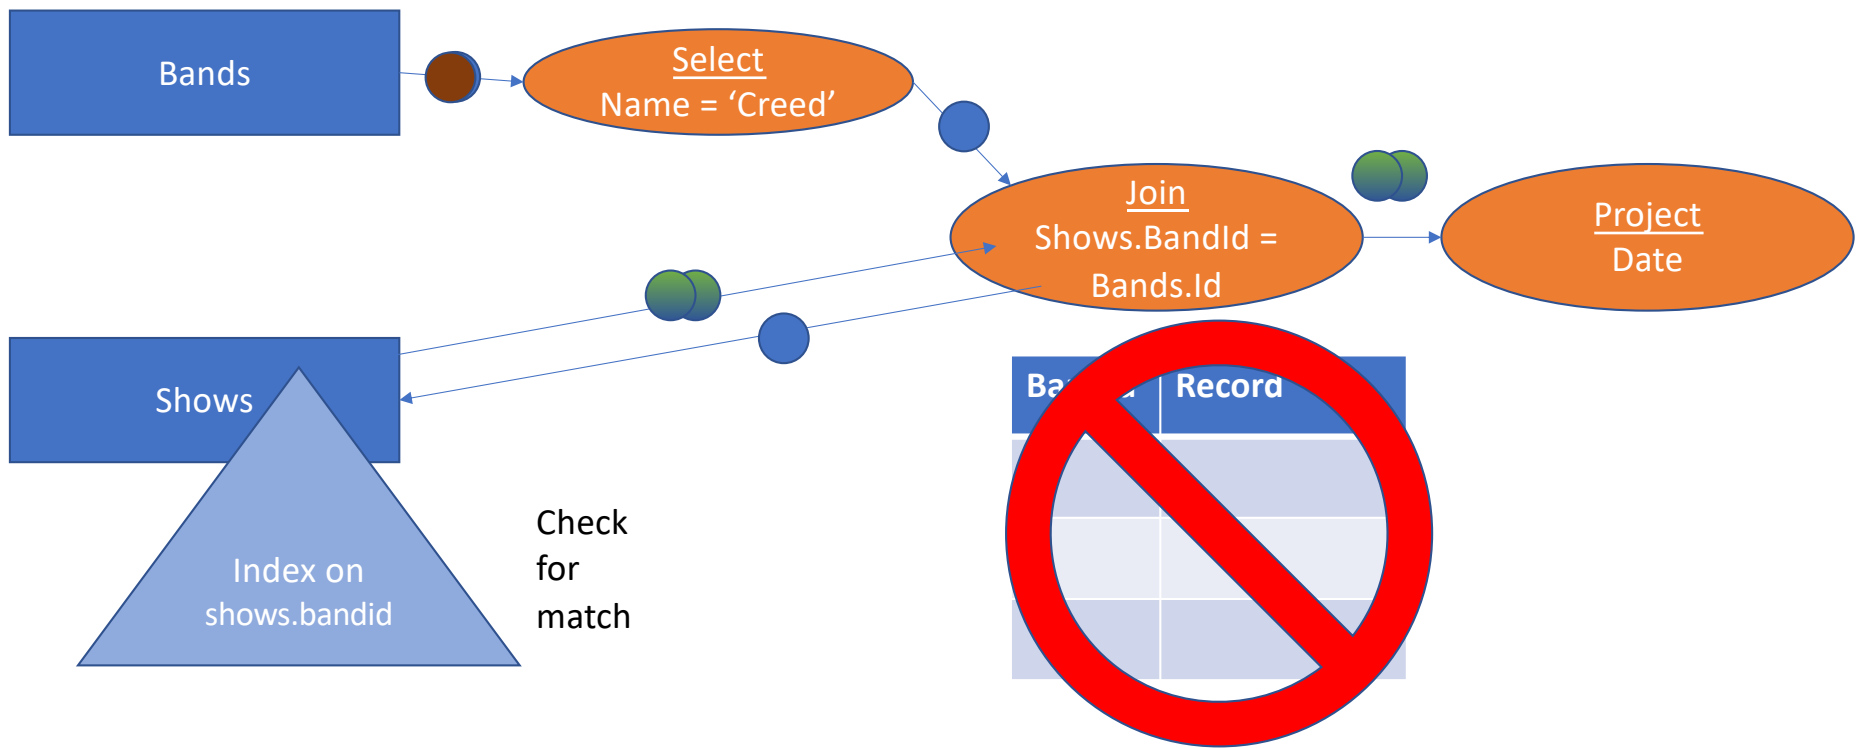 Bands
Select
Name = ‘Creed’
Join
Shows.BandId =
Bands.Id
Project
Date
Shows
Record
Index on
shows.bandid
Check
for
match